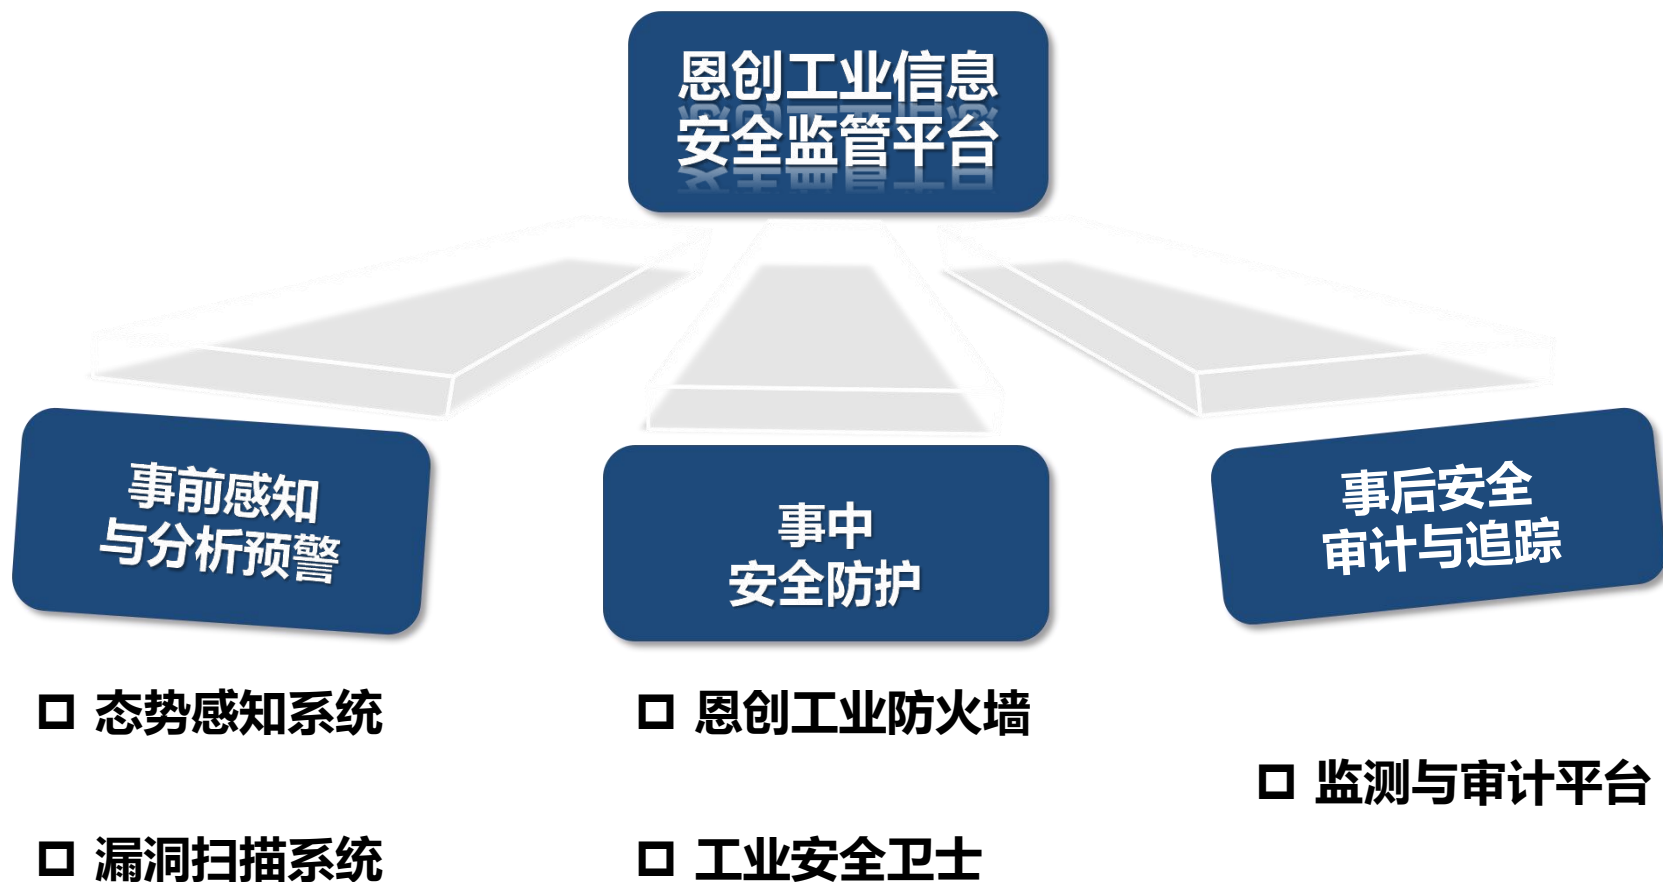 恩创工业信息
安全监管平台
事前感知
与分析预警
事中
安全防护
事后安全
审计与追踪
态势感知系统
漏洞扫描系统
恩创工业防火墙
工业安全卫士
监测与审计平台